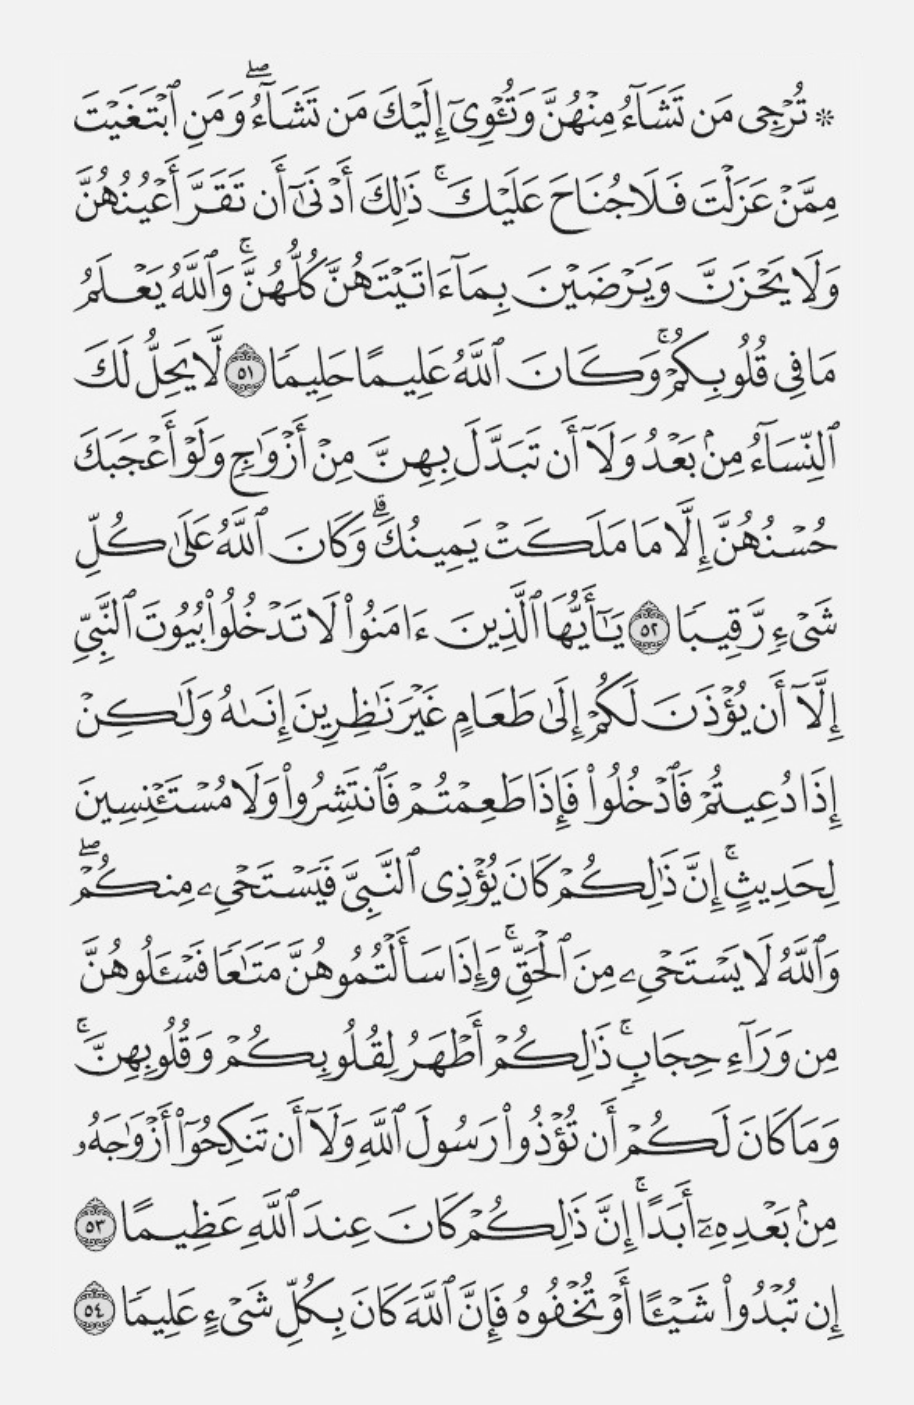 ۞ تُرْجِى مَن تَشَآءُ مِنْهُنَّ وَتُـْٔوِىٓ إِلَيْكَ مَن تَشَآءُ ۖ وَمَنِ ٱبْتَغَيْتَ
مِمَّنْ عَزَلْتَ فَلَا جُنَاحَ عَلَيْكَ ۚ ذَٰلِكَ أَدْنَىٰٓ أَن تَقَرَّ أَعْيُنُهُنَّ
وَلَا يَحْزَنَّ وَيَرْضَيْنَ بِمَآ ءَاتَيْتَهُنَّ كُلُّهُنَّ ۚ وَٱللَّهُ يَعْلَمُ
مَا فِى قُلُوبِكُمْ ۚ وَكَانَ ٱللَّهُ عَلِيمًا حَلِيمًا ٥١ لَّا يَحِلُّ لَكَ
ٱلنِّسَآءُ مِنۢ بَعْدُ وَلَآ أَن تَبَدَّلَ بِهِنَّ مِنْ أَزْوَٰجٍ وَلَوْ أَعْجَبَكَ
حُسْنُهُنَّ إِلَّا مَا مَلَكَتْ يَمِينُكَ ۗ وَكَانَ ٱللَّهُ عَلَىٰ كُلِّ
شَىْءٍ رَّقِيبًا ٥٢ يَـٰٓأَيُّهَا ٱلَّذِينَ ءَامَنُوا۟ لَا تَدْخُلُوا۟ بُيُوتَ ٱلنَّبِىِّ
إِلَّآ أَن يُؤْذَنَ لَكُمْ إِلَىٰ طَعَامٍ غَيْرَ نَـٰظِرِينَ إِنَىٰهُ وَلَـٰكِنْ
إِذَا دُعِيتُمْ فَٱدْخُلُوا۟ فَإِذَا طَعِمْتُمْ فَٱنتَشِرُوا۟ وَلَا مُسْتَـْٔنِسِينَ
لِحَدِيثٍ ۚ إِنَّ ذَٰلِكُمْ كَانَ يُؤْذِى ٱلنَّبِىَّ فَيَسْتَحْىِۦ مِنكُمْ ۖ
وَٱللَّهُ لَا يَسْتَحْىِۦ مِنَ ٱلْحَقِّ ۚ وَإِذَا سَأَلْتُمُوهُنَّ مَتَـٰعًا فَسْـَٔلُوهُنَّ
مِن وَرَآءِ حِجَابٍ ۚ ذَٰلِكُمْ أَطْهَرُ لِقُلُوبِكُمْ وَقُلُوبِهِنَّ ۚ
وَمَا كَانَ لَكُمْ أَن تُؤْذُوا۟ رَسُولَ ٱللَّهِ وَلَآ أَن تَنكِحُوٓا۟ أَزْوَٰجَهُۥ
مِنۢ بَعْدِهِۦٓ أَبَدًا ۚ إِنَّ ذَٰلِكُمْ كَانَ عِندَ ٱللَّهِ عَظِيمًا ٥٣
إِن تُبْدُوا۟ شَيْـًٔا أَوْ تُخْفُوهُ فَإِنَّ ٱللَّهَ كَانَ بِكُلِّ شَىْءٍ عَلِيمًا ٥٤